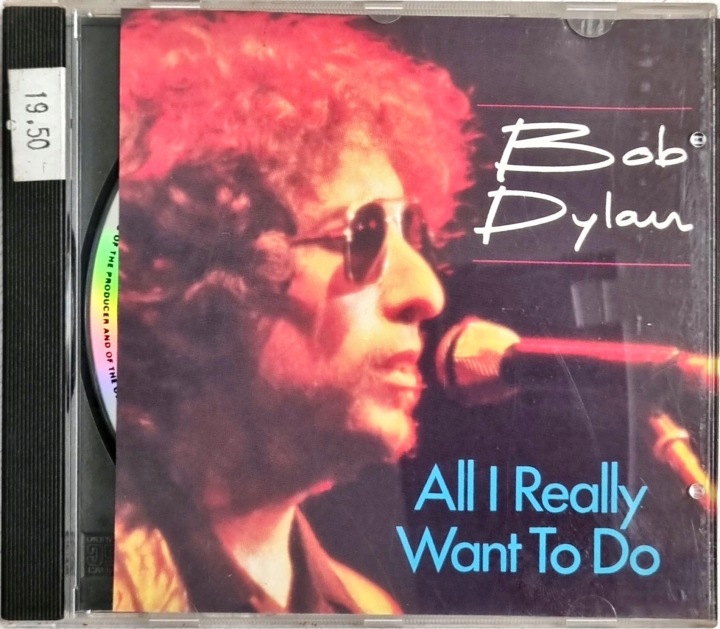 19.50
Bob
Dylan
All I Really
Want To Do
OF THE PRODUCER AND OF THE